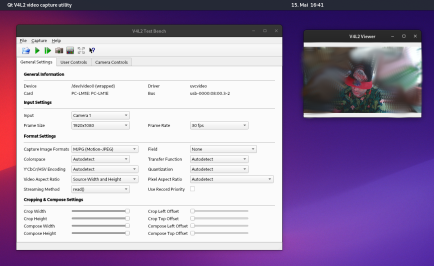 Qt V4L2 video capture utility
15. Mai 16:41
V4L2 Test Bench
File Capture Help
General Settings User Controls Camera Controls
General Information
Device /dev/video0 (wrapped) Driver uvcvideo
Card PC-LM1E: PC-LM1E Bus usb-0000:08:00.3-2
Input Settings
Input Camera 1
Frame Size 1920x1080 Frame Rate 30 fps
Format Settings
Capture Image Formats MJPG (Motion-JPEG) Field None
Colorspace Autodetect Transfer Function Autodetect
Y'CbCr/HSV Encoding Autodetect Quantization Autodetect
Video Aspect Ratio Source Width and Height Pixel Aspect Ratio Autodetect
Streaming Method read() Use Record Priority
Cropping & Compose Settings
Crop Width Crop Left Offset
Crop Height Crop Top Offset
Compose Width Compose Left Offset
Compose Height Compose Top Offset
V4L2 Viewer